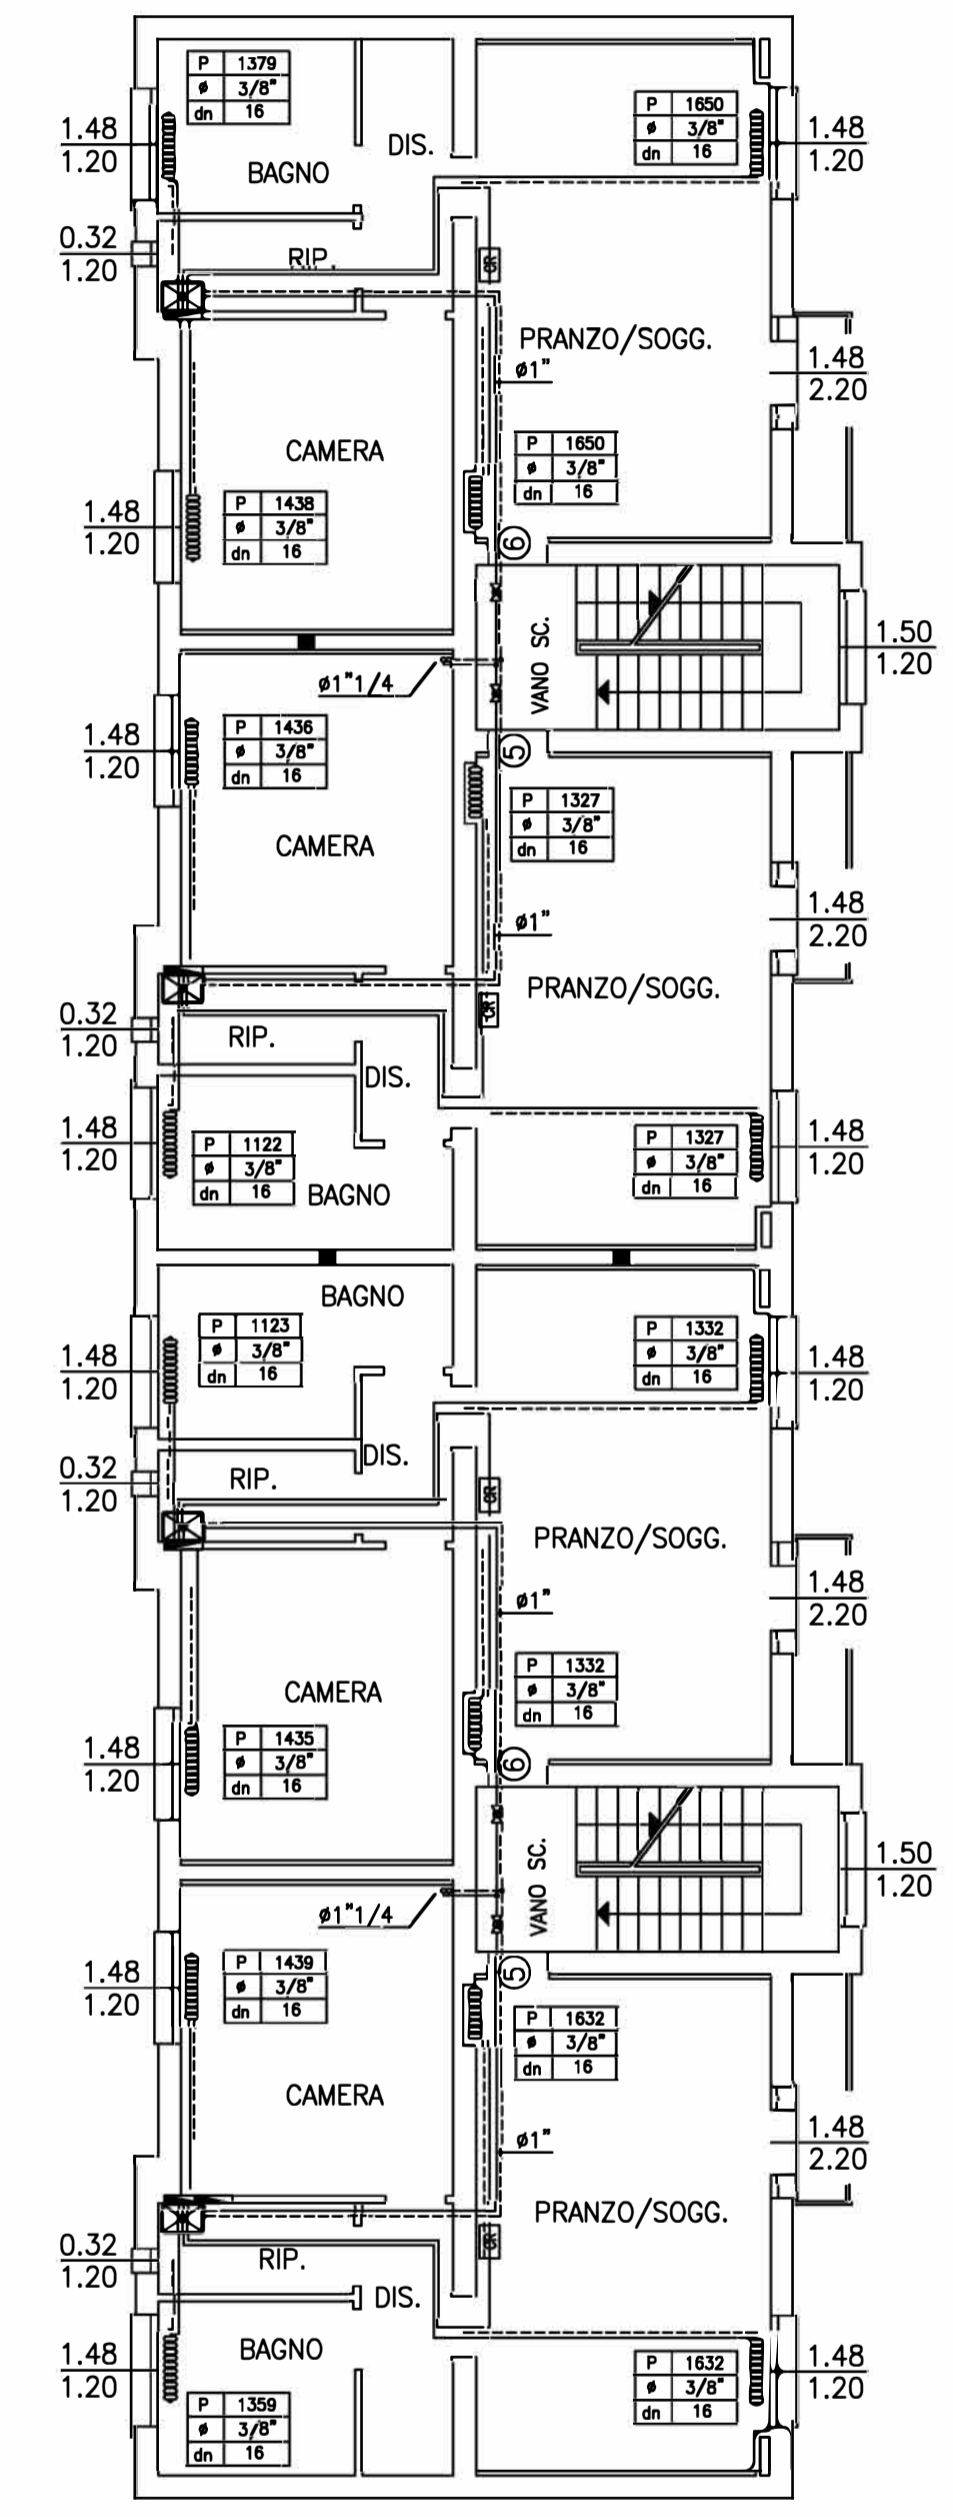 P 1379
ø 3/8"
dn 16
P 1650
ø 3/8"
dn 16
1.48
1.20
DIS.
1.48
1.20
BAGNO
0.32
1.20
RIP.
CR
PRANZO/SOGG.
ø1"
1.48
2.20
CAMERA
P 1650
ø 3/8"
dn 16
P 1438
ø 3/8"
dn 16
1.48
1.20
6
VANO SC.
1.50
1.20
ø1"1/4
P 1436
ø 3/8"
dn 16
1.48
1.20
5
P 1327
ø 3/8"
dn 16
CAMERA
ø1"
1.48
2.20
PRANZO/SOGG.
CR
0.32
1.20
RIP.
DIS.
1.48
1.20
P 1122
ø 3/8"
dn 16
BAGNO
P 1327
ø 3/8"
dn 16
1.48
1.20
BAGNO
P 1123
ø 3/8"
dn 16
P 1332
ø 3/8"
dn 16
1.48
1.20
1.48
1.20
DIS.
0.32
1.20
RIP.
CR
PRANZO/SOGG.
ø1"
1.48
2.20
P 1332
ø 3/8"
dn 16
CAMERA
P 1435
ø 3/8"
dn 16
1.48
1.20
6
VANO SC.
1.50
1.20
ø1"1/4
P 1439
ø 3/8"
dn 16
1.48
1.20
5
P 1632
ø 3/8"
dn 16
CAMERA
ø1"
1.48
2.20
PRANZO/SOGG.
CR
0.32
1.20
RIP.
DIS.
BAGNO
1.48
1.20
P 1632
ø 3/8"
dn 16
1.48
1.20
P 1359
ø 3/8"
dn 16